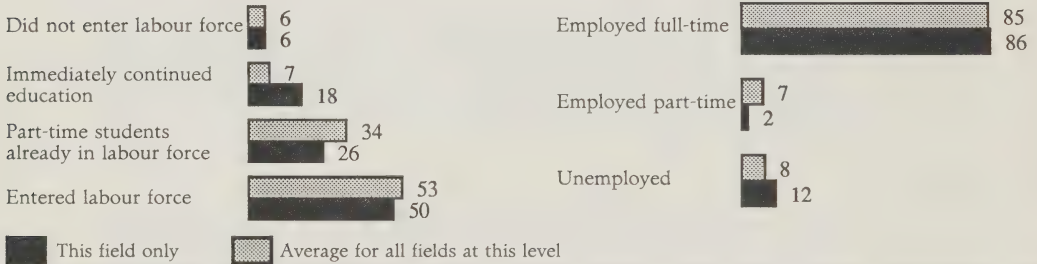 Did not enter labour force 6
6
Immediately continued 7
education 18
Part-time students 34
already in labour force 26
Entered labour force 53
50
Employed full-time 85
86
Employed part-time 7
2
Unemployed 8
12
This field only Average for all fields at this level